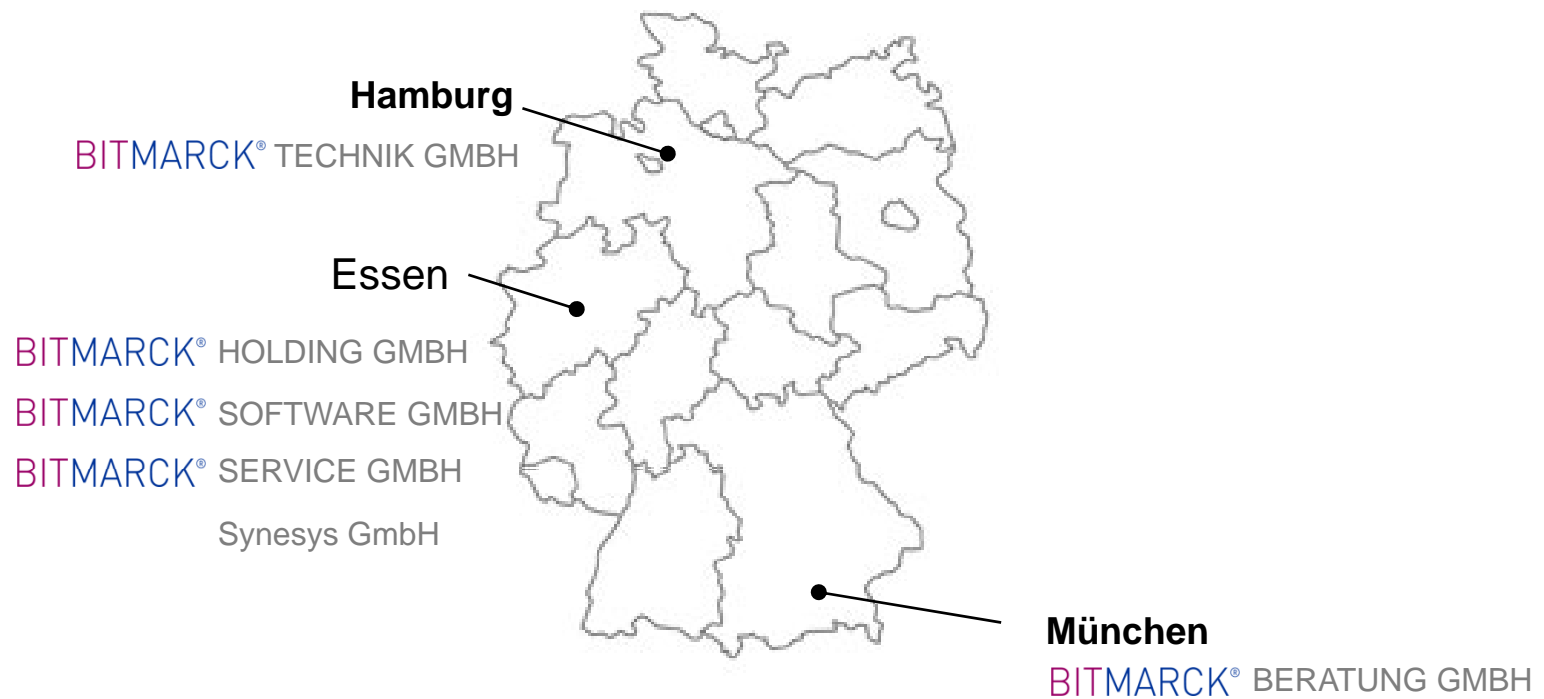 Hamburg
BITMARCK® TECHNIK GMBH
Essen
BITMARCK® HOLDING GMBH
BITMARCK® SOFTWARE GMBH
BITMARCK® SERVICE GMBH
Synesys GmbH
München
BITMARCK® BERATUNG GMBH